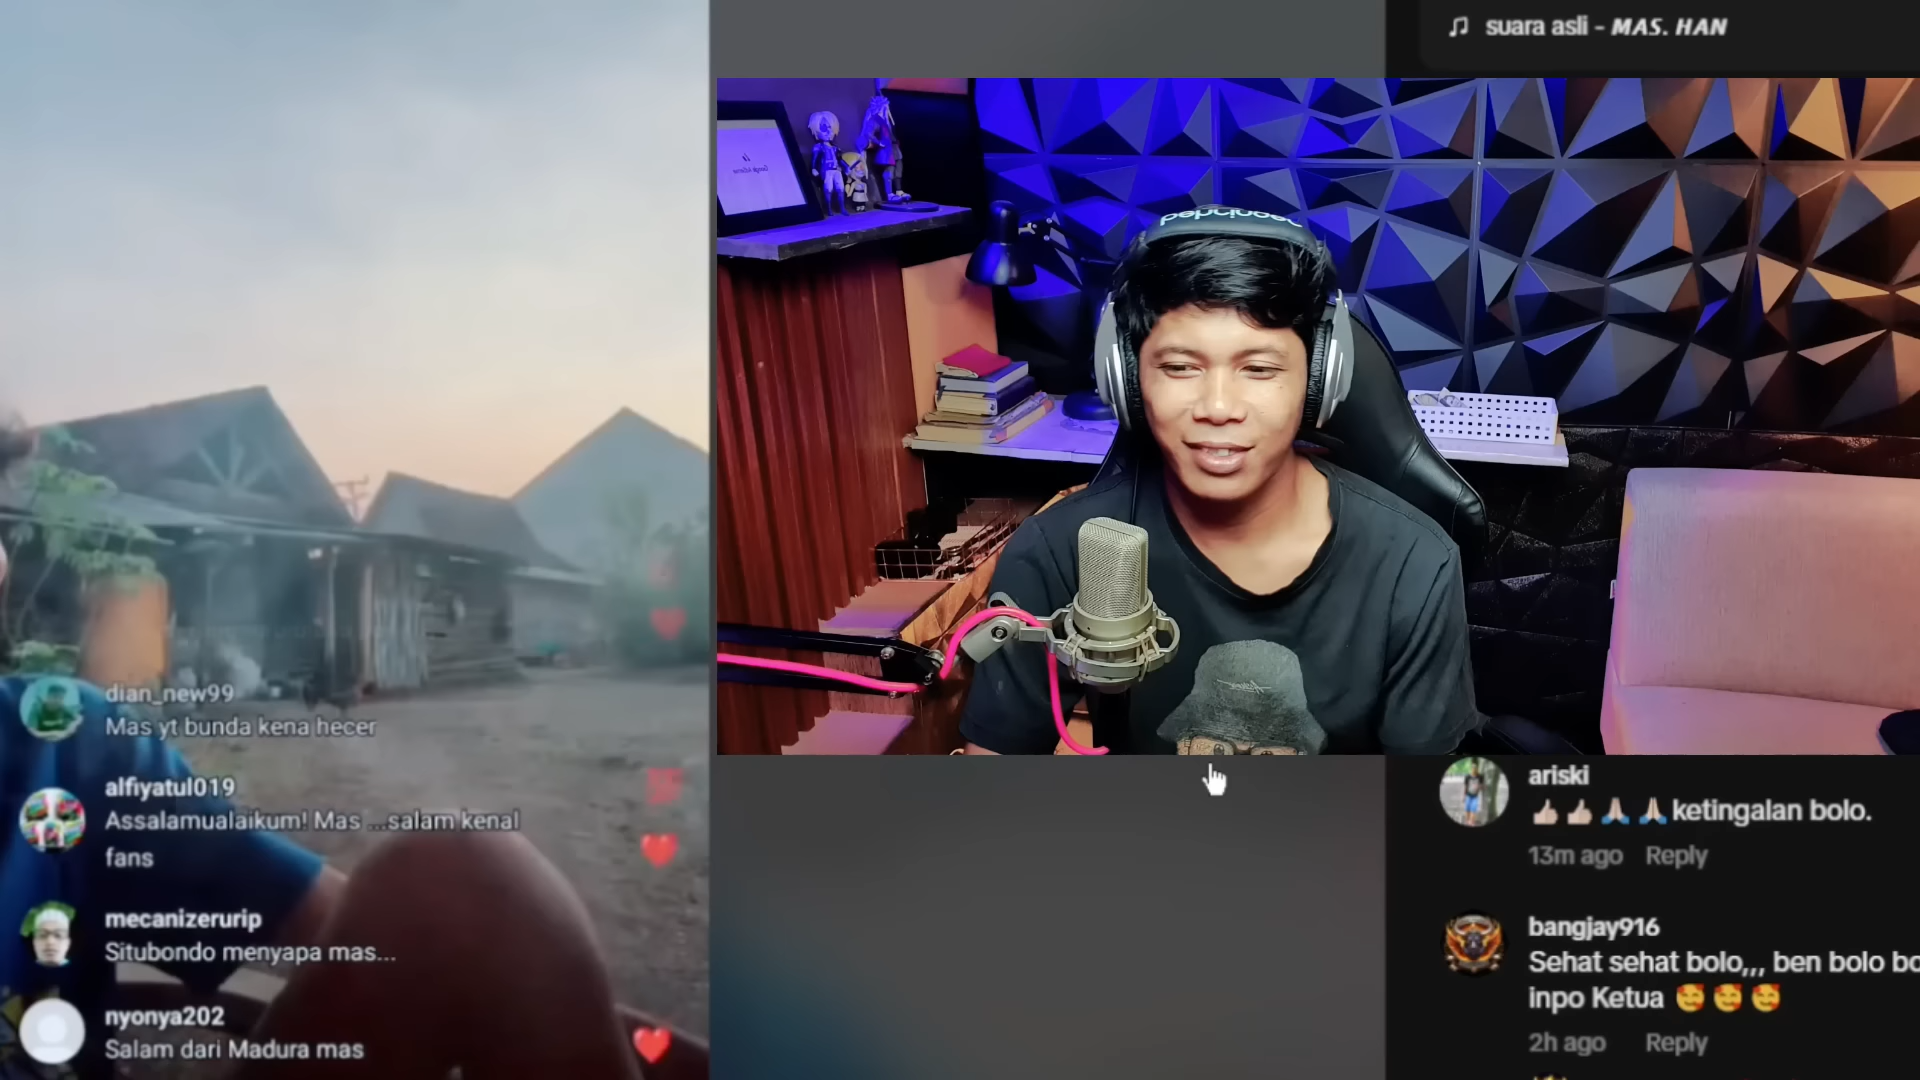 suara asli - MAS. HAN
dian_new99
Mas yt bunda kena hecer
alfiyatul019
Assalamualaikum! Mas ...salam kenal
fans
mecanizerurip
Situbondo menyapa mas...
nyonya202
Salam dari Madura mas
ariski
👍🏻👍🏻🙏🏻🙏🏻ketingalan bolo.
13m ago Reply
bangjay916
Sehat sehat bolo,,, ben bolo bo
inpo Ketua 🥰🥰🥰
2h ago Reply